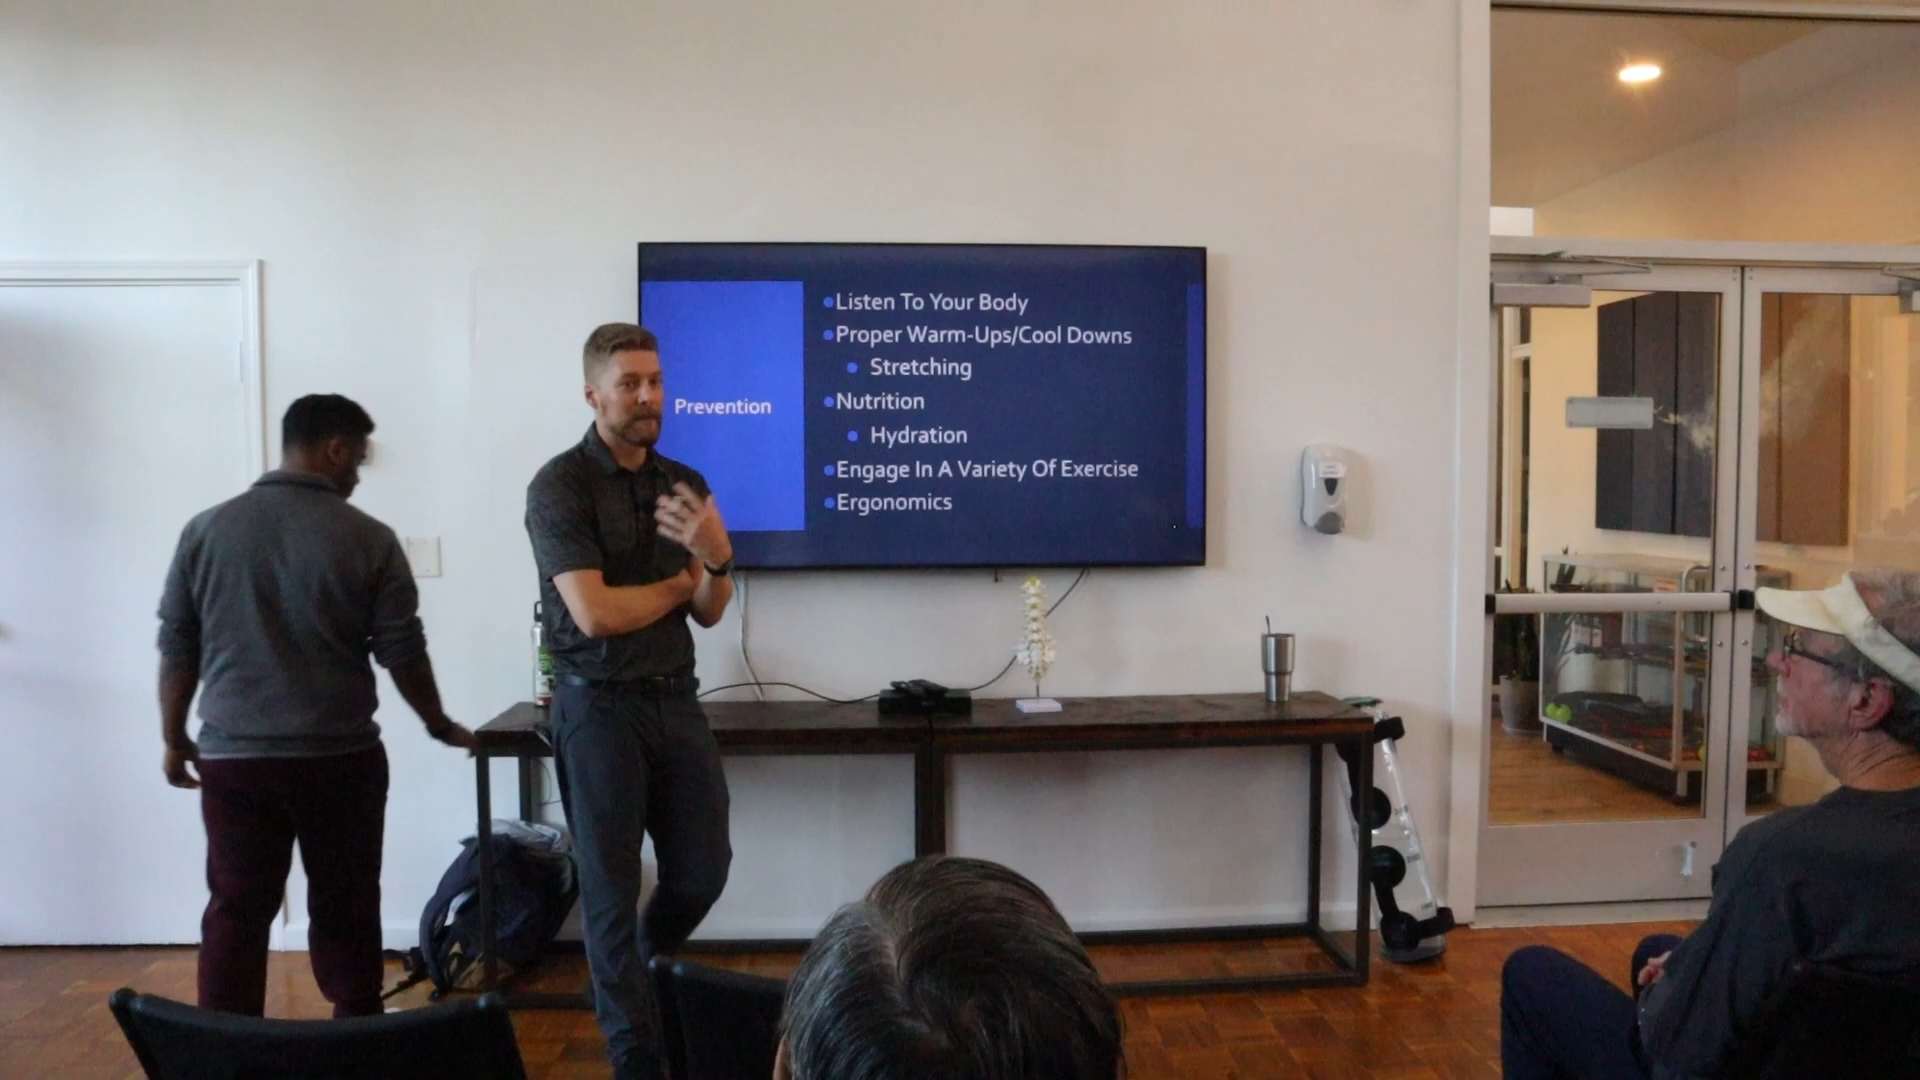 Prevention
•Listen To Your Body
•Proper Warm-Ups/Cool Downs
• Stretching
•Nutrition
• Hydration
•Engage In A Variety Of Exercise
•Ergonomics